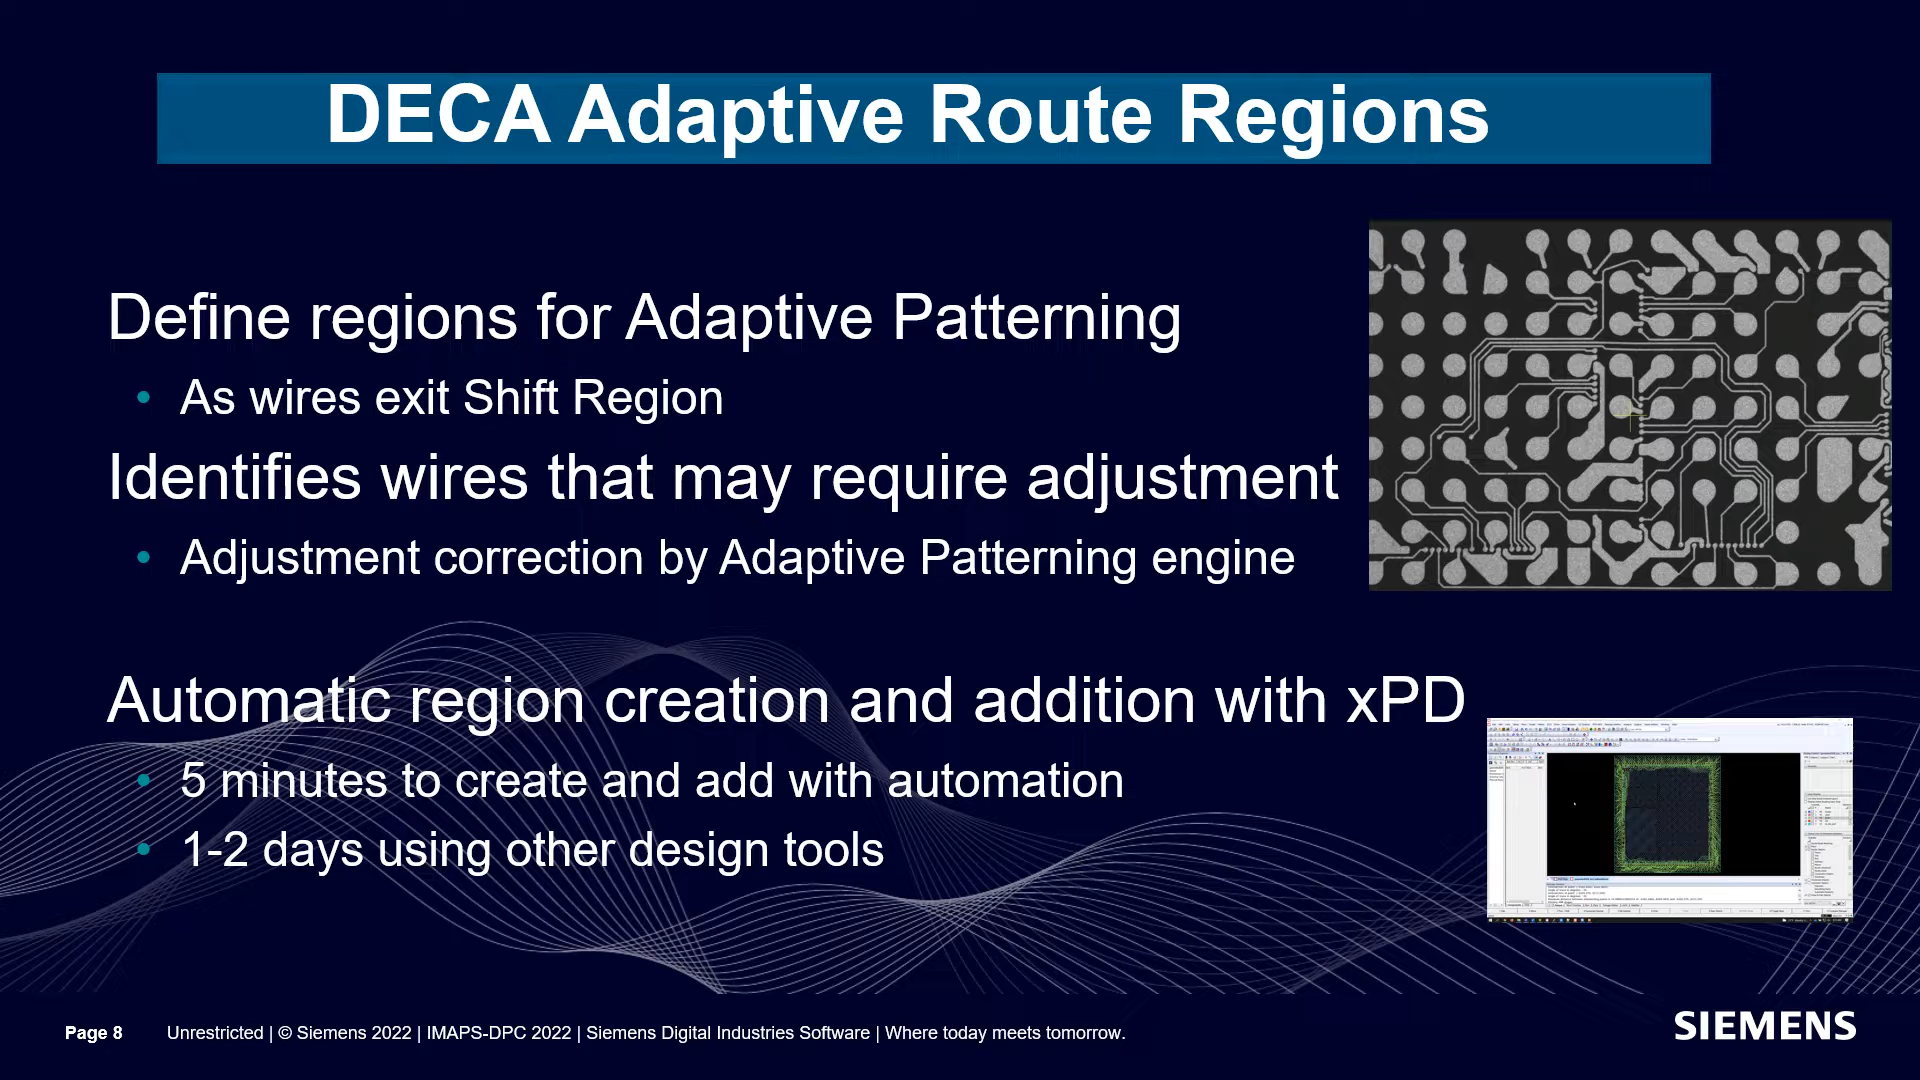 DECA Adaptive Route Regions
Define regions for Adaptive Patterning
• As wires exit Shift Region
Identifies wires that may require adjustment
• Adjustment correction by Adaptive Patterning engine
Automatic region creation and addition with xPD
• 5 minutes to create and add with automation
• 1-2 days using other design tools
Page 8 Unrestricted | © Siemens 2022 | IMAPS-DPC 2022 | Siemens Digital Industries Software | Where today meets tomorrow.
SIEMENS